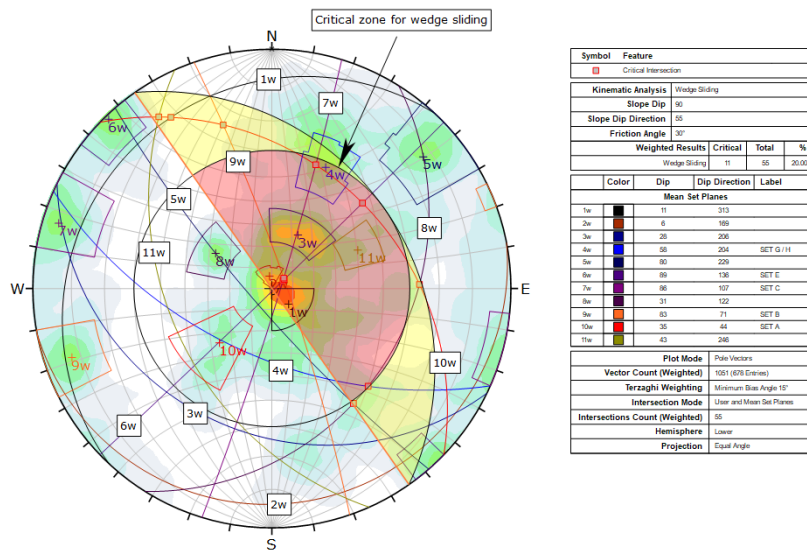 Critical zone for wedge sliding
N
1w
7w
6w
5w
4w
9w
5w
7w
8w
3w
11w
11w
8w
W
E
1w
10w
9w
4w
10w
3w
6w
2w
S
Symbol Feature
Critical Intersection
Kinematic Analysis Wedge Sliding
Slope Dip 90
Slope Dip Direction 55
Friction Angle 30°
Weighted Results Critical Total %
Wedge Sliding 11 55 20.00
Color Dip Dip Direction Label
Mean Set Planes
1w 11 313
2w 6 169
3w 28 206
4w 58 204 SET G / H
5w 80 229
6w 89 136 SET E
7w 86 107 SET C
8w 31 122
9w 83 71 SET B
10w 35 44 SET A
11w 43 246
Plot Mode Pole Vectors
Vector Count (Weighted) 1051 (678 Entries)
Terzaghi Weighting Minimum Bias Angle 15°
Intersection Mode User and Mean Set Planes
Intersections Count (Weighted) 55
Hemisphere Lower
Projection Equal Angle